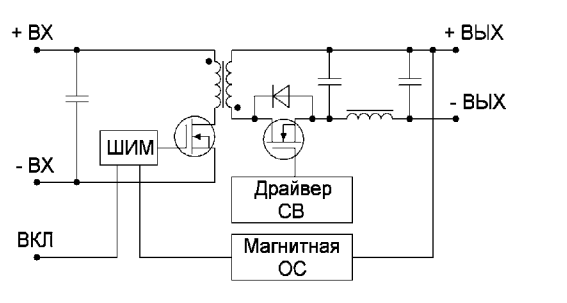 + ВХ
+ ВЫХ
- ВЫХ
ШИМ
- ВХ
Драйвер
СВ
ВКЛ
Магнитная
ОС